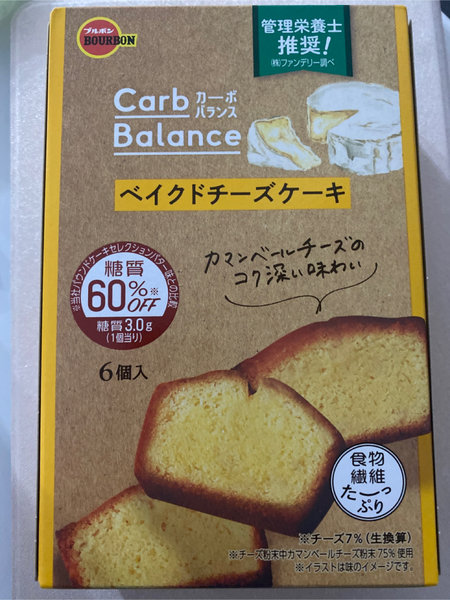 ブルボン
BOURBON
管理栄養士
推奨!
(株)ファンデリー調べ
Carb カーボ
Balance バランス
ベイクドチーズケーキ
カマンベールチーズの
コク深い味わい
※当社パウンドケーキセレクションバター味との比較
糖質
60%※
OFF
糖質3.0g
(1個当り)
6個入
食物
繊維
たーっ
ぷり
※チーズ7%(生換算)
※チーズ粉末中カマンベールチーズ粉末75%使用
※イラストは味のイメージです。